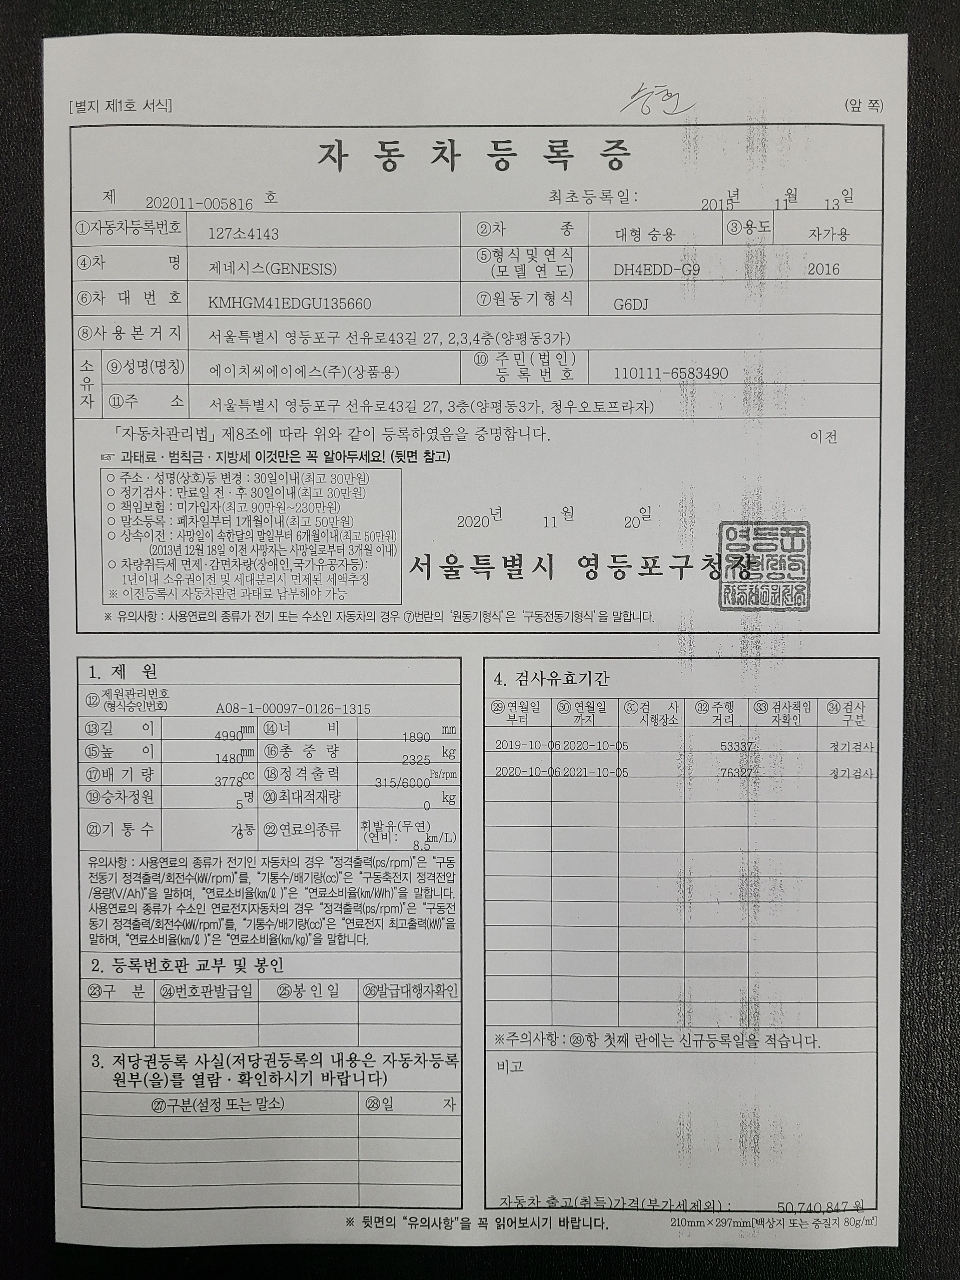 승현
[별지 제1호 서식] (앞 쪽)
자 동 차 등 록 증
제 202011-005816 호 최초등록일: 2015년 11월 13일
①자동차등록번호 127소4143 ②차 종 대형 승용 ③용도 자가용
④차 명 제네시스(GENESIS) ⑤형식 및 연식 (모델 연도) DH4EDD-G9 2016
⑥차 대 번 호 KMHGM41EDGU135660 ⑦원동기형식 G6DJ
⑧사 용 본 거 지 서울특별시 영등포구 선유로43길 27, 2,3,4층(양평동3가)
소유자 ⑨성명(명칭) 에이치씨에이에스(주)(상품용) ⑩ 주민(법인) 등록번호 110111-6583490
⑪주 소 서울특별시 영등포구 선유로43길 27, 3층(양평동3가, 청우오토프라자)
「자동차관리법」 제8조에 따라 위와 같이 등록하였음을 증명합니다. 이전
☞ 과태료·범칙금·지방세 이것만은 꼭 알아두세요! (뒷면 참고)
○ 주소·성명(상호)등 변경 : 30일이내(최고 30만원)
○ 정기검사 : 만료일 전·후 30일이내(최고 30만원)
○ 책임보험 : 미가입자(최고 90만원~230만원)
○ 말소등록 : 폐차일부터 1개월이내(최고 50만원)
○ 상속이전 : 사망일이 속한달의 말일부터 6개월이내(최고 50만원)
(2013년 12월 18일 이전 사망자는 사망일로부터 3개월 이내)
○ 차량취득세 면제·감면차량(장애인, 국가유공자등):
1년이내 소유권이전 및 세대분리시 면제된 세액추징
※ 이전등록시 자동차관련 과태료 납부해야 가능
2020년 11월 20일
서울특별시 영등포구청장
※ 유의사항 : 사용연료의 종류가 전기 또는 수소인 자동차의 경우 ⑦번란의 '원동기형식'은 '구동전동기형식'을 말합니다.
1. 제 원
⑫제원관리번호 (형식승인번호) A08-1-00097-0126-1315
⑬길 이 4990mm ⑭너 비 1890 mm
⑮높 이 1480mm ⑯총 중 량 2325 kg
⑰배 기 량 3778cc ⑱정격출력 315/6000 Ps/rpm
⑲승차정원 5명 ⑳최대적재량 0 kg
㉑기 통 수 6기통 ㉒연료의종류 휘발유(무연) (연비: 8.5 km/L)
유의사항 : 사용연료의 종류가 전기인 자동차의 경우 "정격출력(ps/rpm)"은 "구동
전동기 정격출력/회전수(kW/rpm)"를, "기통수/배기량(cc)"은 "구동축전지 정격전압
/용량(V/Ah)"을 말하며, "연료소비율(km/ℓ)"은 "연료소비율(km/kWh)"을 말합니다.
사용연료의 종류가 수소인 연료전지자동차의 경우 "정격출력(ps/rpm)"은 "구동전
동기 정격출력/회전수(kW/rpm)"를, "기통수/배기량(cc)"은 "연료전지 최고출력(kW)"을
말하며, "연료소비율(km/ℓ)"은 "연료소비율(km/kg)"을 말합니다.
2. 등록번호판 교부 및 봉인
㉓구 분 ㉔번호판발급일 ㉕봉 인 일 ㉖발급대행자확인
3. 저당권등록 사실(저당권등록의 내용은 자동차등록
원부(을)를 열람·확인하시기 바랍니다)
㉗구분(설정 또는 말소) ㉘일 자
4. 검사유효기간
㉙연월일 부터 ㉚연월일 까지 ㉛검 사 시행장소 ㉜주행 거리 ㉝검사책임 자확인 ㉞검사 구분
2019-10-06 2020-10-05 53337 정기검사
2020-10-06 2021-10-05 76327 정기검사
※주의사항 : ㉙항 첫째 란에는 신규등록일을 적습니다.
비고
자동차 출고(취득)가격(부가세제외) : 50,740,847 원
※ 뒷면의 "유의사항"을 꼭 읽어보시기 바랍니다.
210mm×297mm[백상지 또는 중질지 80g/㎡]